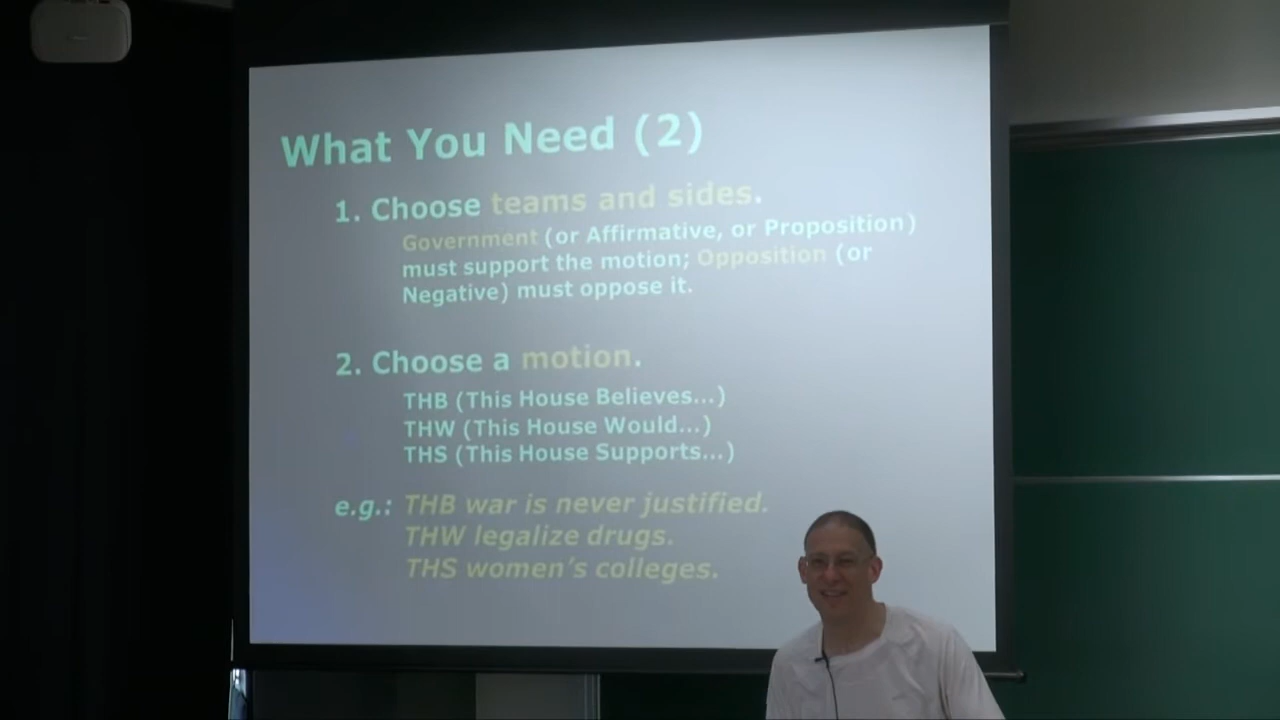 What You Need (2)
1. Choose teams and sides.
Government (or Affirmative, or Proposition)
must support the motion; Opposition (or
Negative) must oppose it.
2. Choose a motion.
THB (This House Believes...)
THW (This House Would...)
THS (This House Supports...)
e.g.: THB war is never justified.
THW legalize drugs.
THS women's colleges.